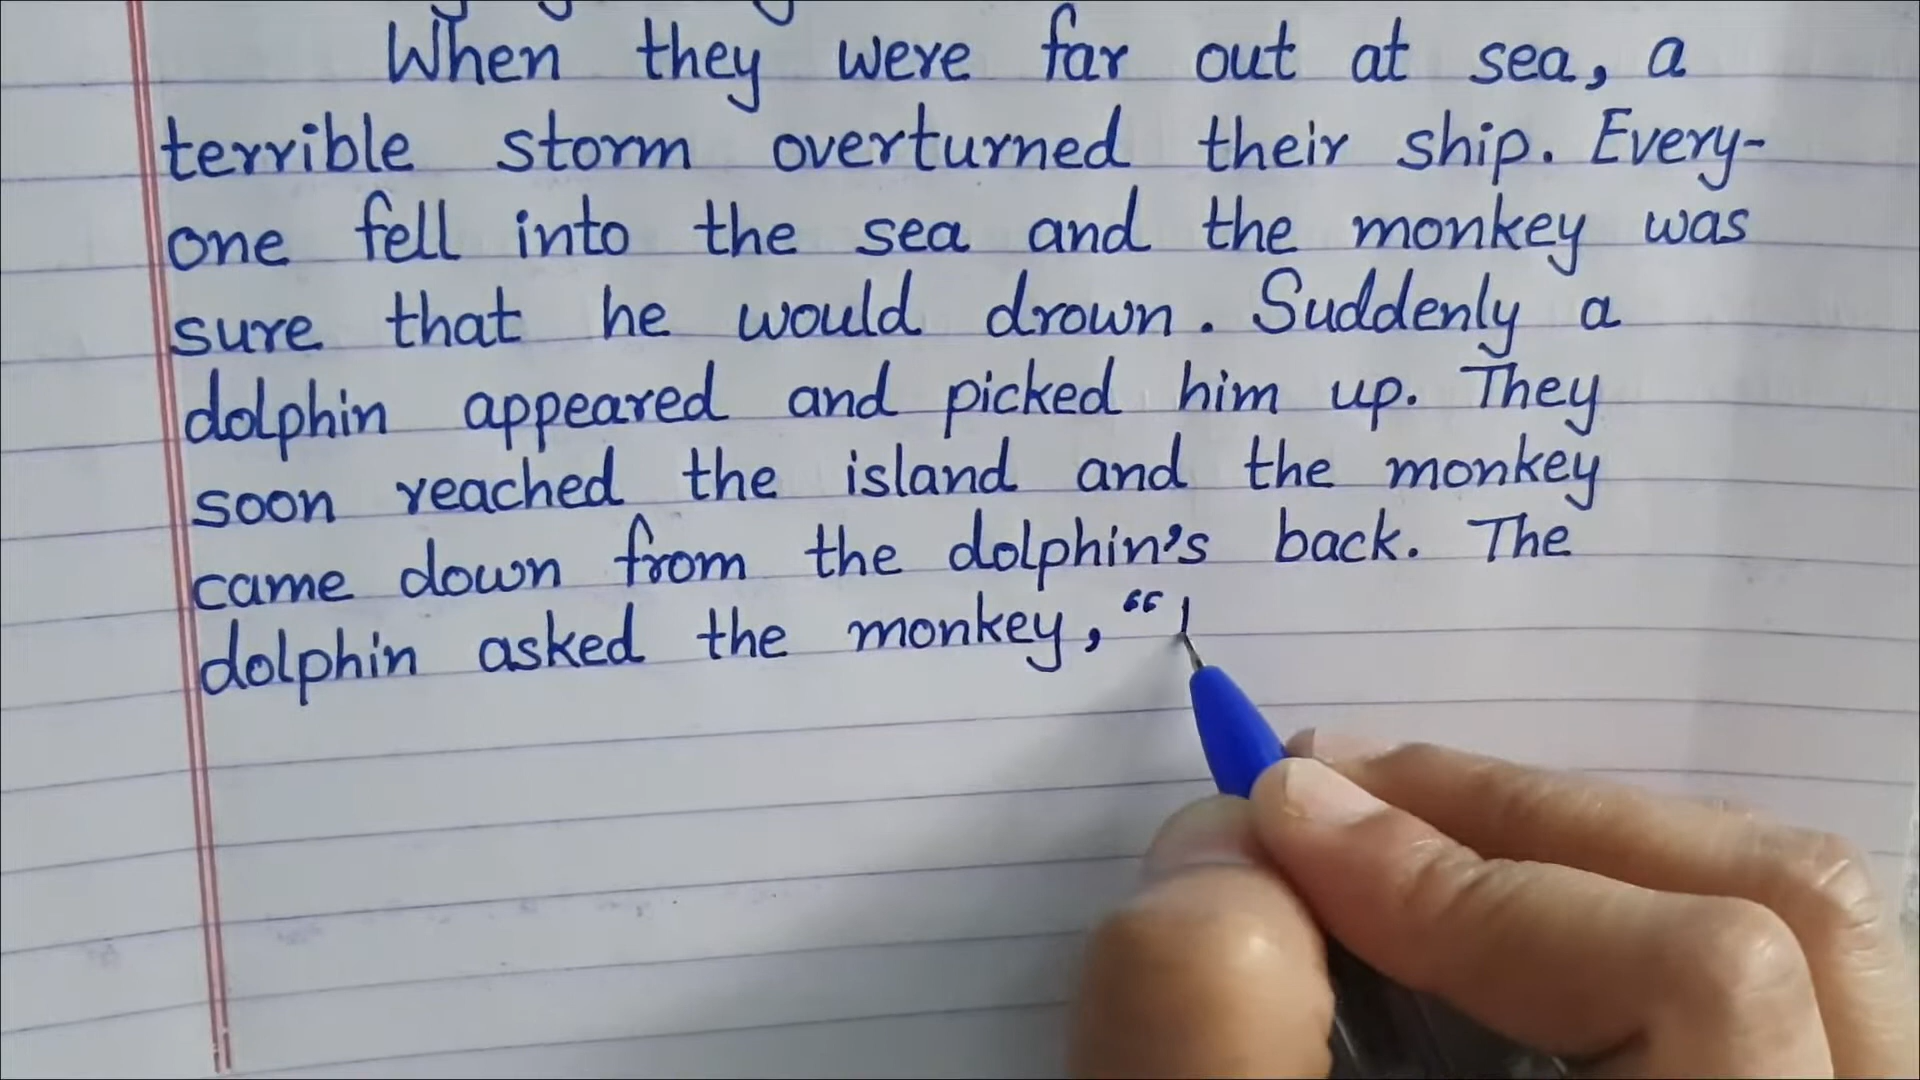 When they were far out at sea, a
terrible storm overturned their ship. Every-
one fell into the sea and the monkey was
sure that he would drown. Suddenly a
dolphin appeared and picked him up. They
soon reached the island and the monkey
came down from the dolphin's back. The
dolphin asked the monkey, “